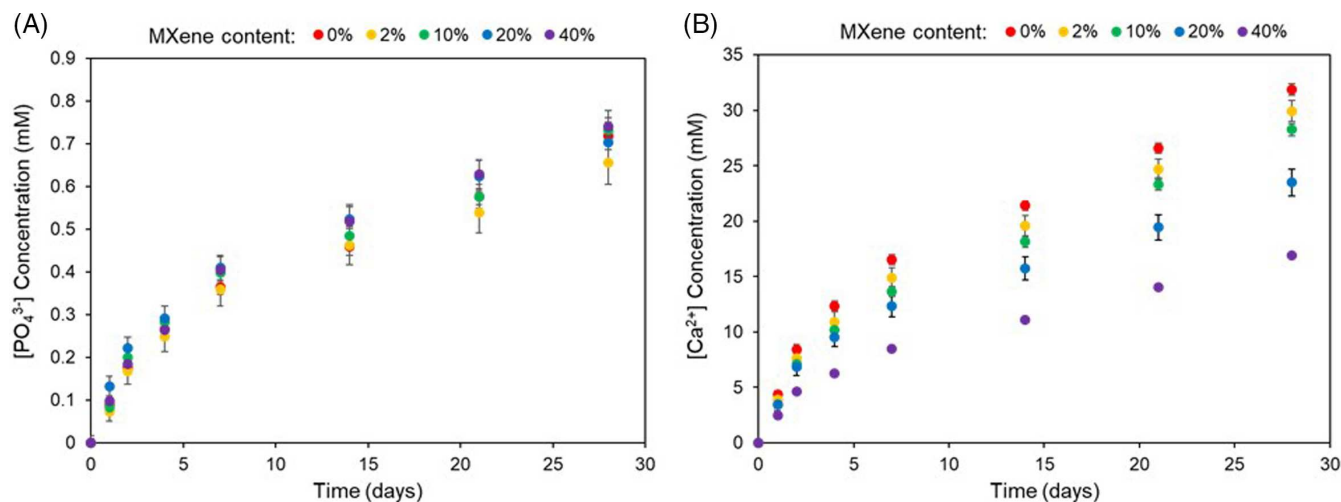 (A)
MXene content: 0% 2% 10% 20% 40%
0.9
0.8
0.7
0.6
0.5
0.4
0.3
0.2
0.1
0
[PO₄³⁻] Concentration (mM)
0 5 10 15 20 25 30
Time (days)
(B)
MXene content: 0% 2% 10% 20% 40%
35
30
25
20
15
10
5
0
[Ca²⁺] Concentration (mM)
0 5 10 15 20 25 30
Time (days)